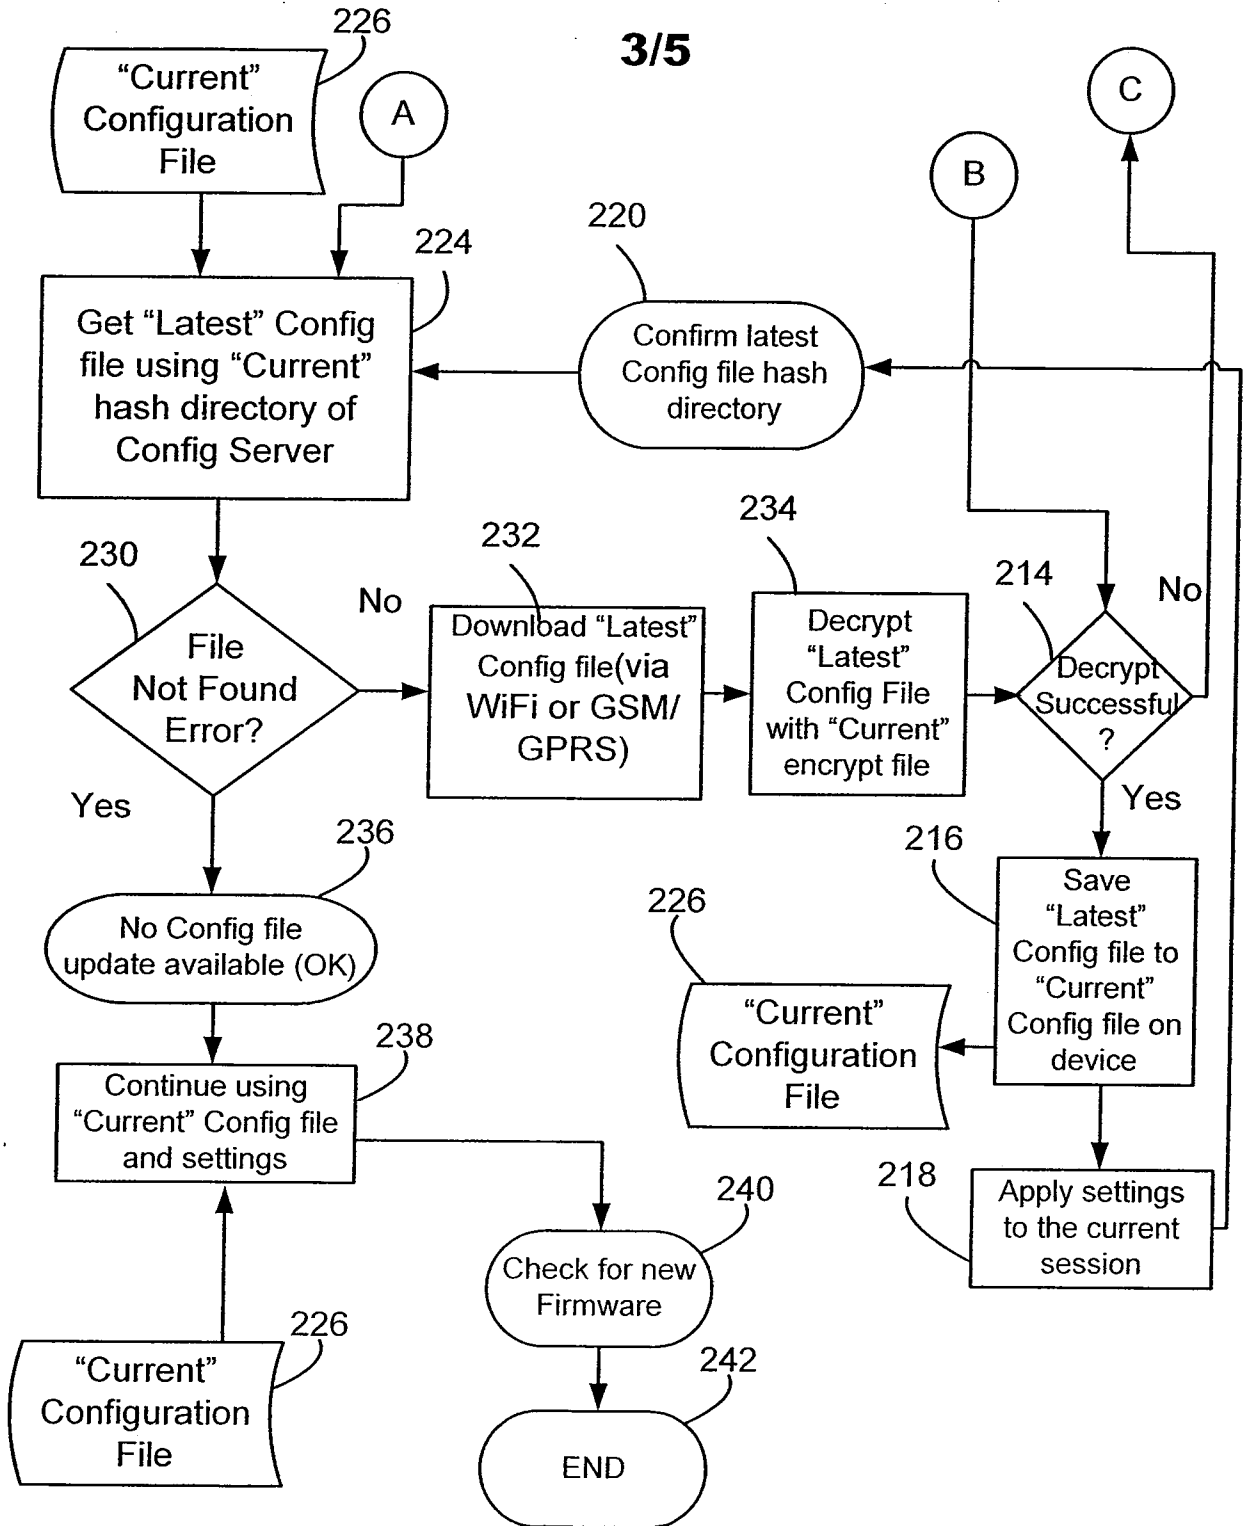 3/5
226
"Current"
Configuration
File
A
C
B
224
220
Get "Latest" Config
file using "Current"
hash directory of
Config Server
Confirm latest
Config file hash
directory
230
File
Not Found
Error?
No
Yes
232
Download "Latest"
Config file(via
WiFi or GSM/
GPRS)
234
Decrypt
"Latest"
Config File
with "Current"
encrypt file
214
No
Decrypt
Successful
?
Yes
236
No Config file
update available (OK)
216
Save
"Latest"
Config file to
"Current"
Config file on
device
226
"Current"
Configuration
File
238
Continue using
"Current" Config file
and settings
218
Apply settings
to the current
session
240
Check for new
Firmware
226
"Current"
Configuration
File
242
END